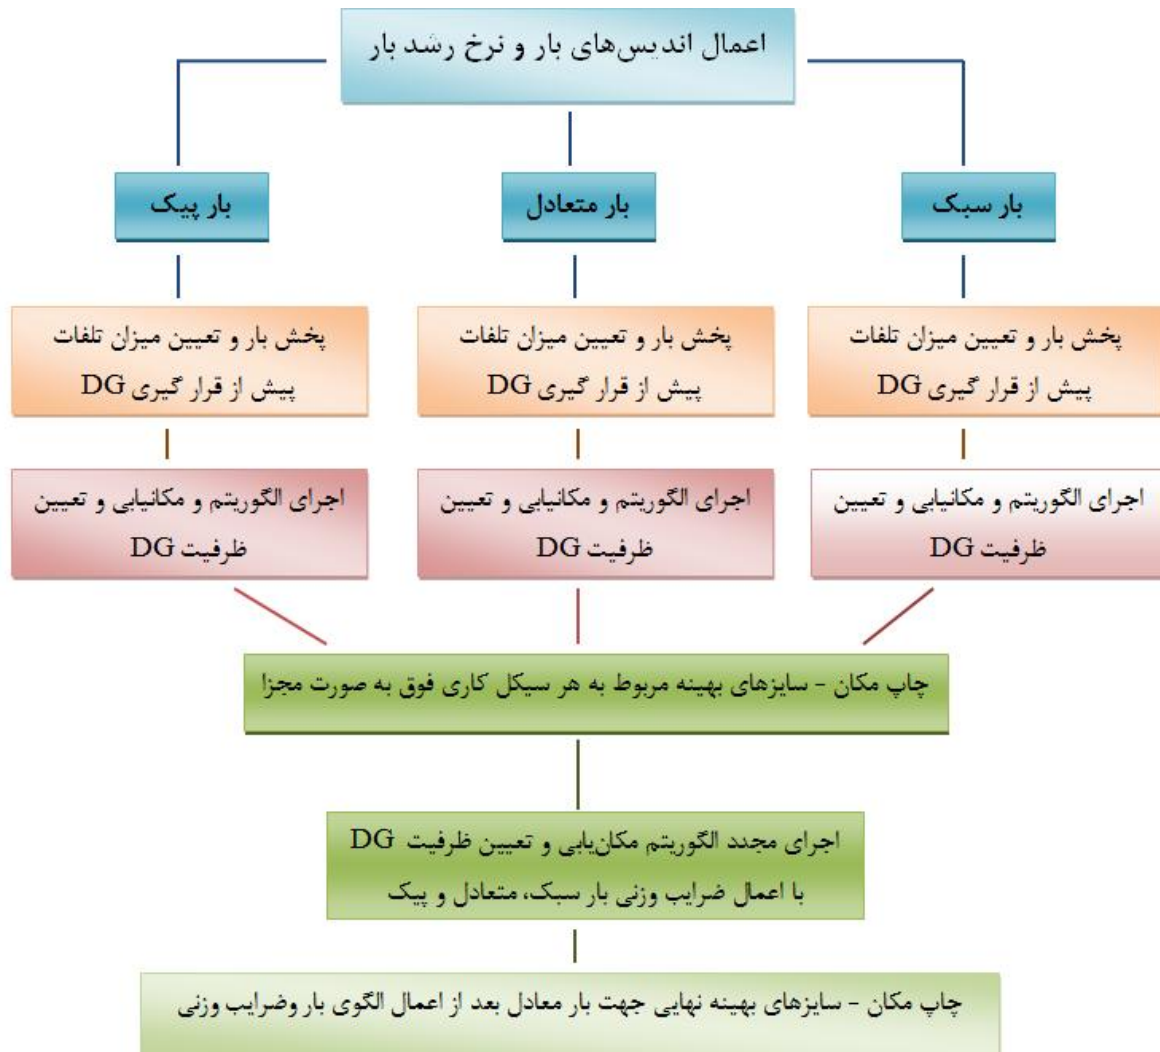 اعمال اندیس‌های بار و نرخ رشد بار
بار سبک
بار متعادل
بار پیک
پخش بار و تعیین میزان تلفات
پیش از قرار گیری DG
پخش بار و تعیین میزان تلفات
پیش از قرار گیری DG
پخش بار و تعیین میزان تلفات
پیش از قرار گیری DG
اجرای الگوریتم و مکانیابی و تعیین
ظرفیت DG
اجرای الگوریتم و مکانیابی و تعیین
ظرفیت DG
اجرای الگوریتم و مکانیابی و تعیین
ظرفیت DG
چاپ مکان - سایزهای بهینه مربوط به هر سیکل کاری فوق به صورت مجزا
اجرای مجدد الگوریتم مکان‌یابی و تعیین ظرفیت DG
با اعمال ضرایب وزنی بار سبک، متعادل و پیک
چاپ مکان - سایزهای بهینه نهایی جهت بار معادل بعد از اعمال الگوی بار وضرایب وزنی